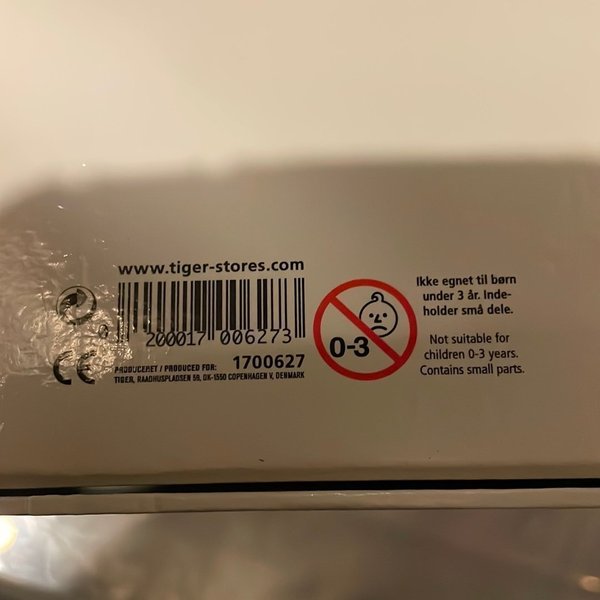 www.tiger-stores.com
0 200017 006273
PRODUCERET / PRODUCED FOR: 1700627
TIGER, RAADHUSPLADSEN 59, DK-1550 COPENHAGEN V, DENMARK
CE
0-3
Ikke egnet til børn
under 3 år. Inde-
holder små dele.
Not suitable for
children 0-3 years.
Contains small parts.